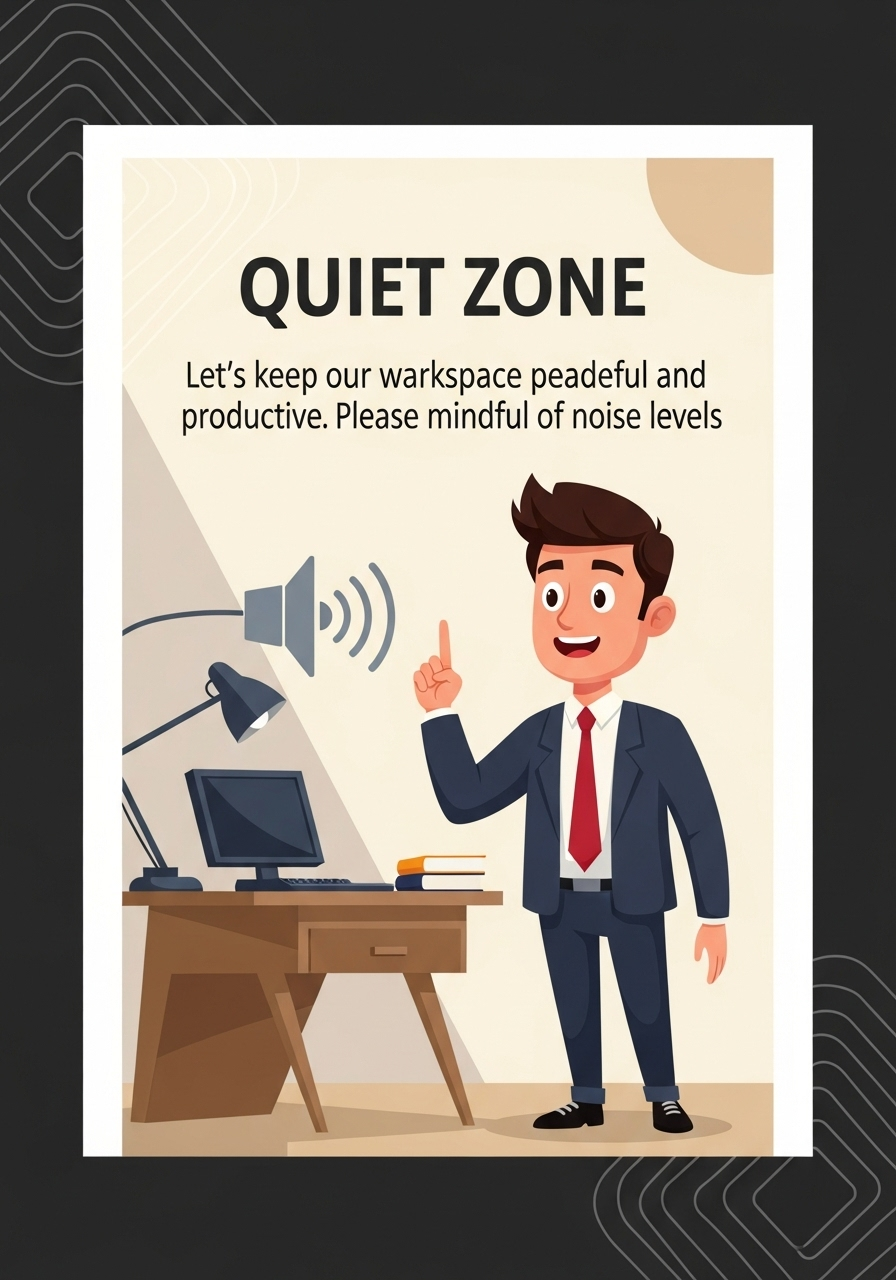 QUIET ZONE
Let’s keep our warkspace peadeful and
productive. Please mindful of noise levels